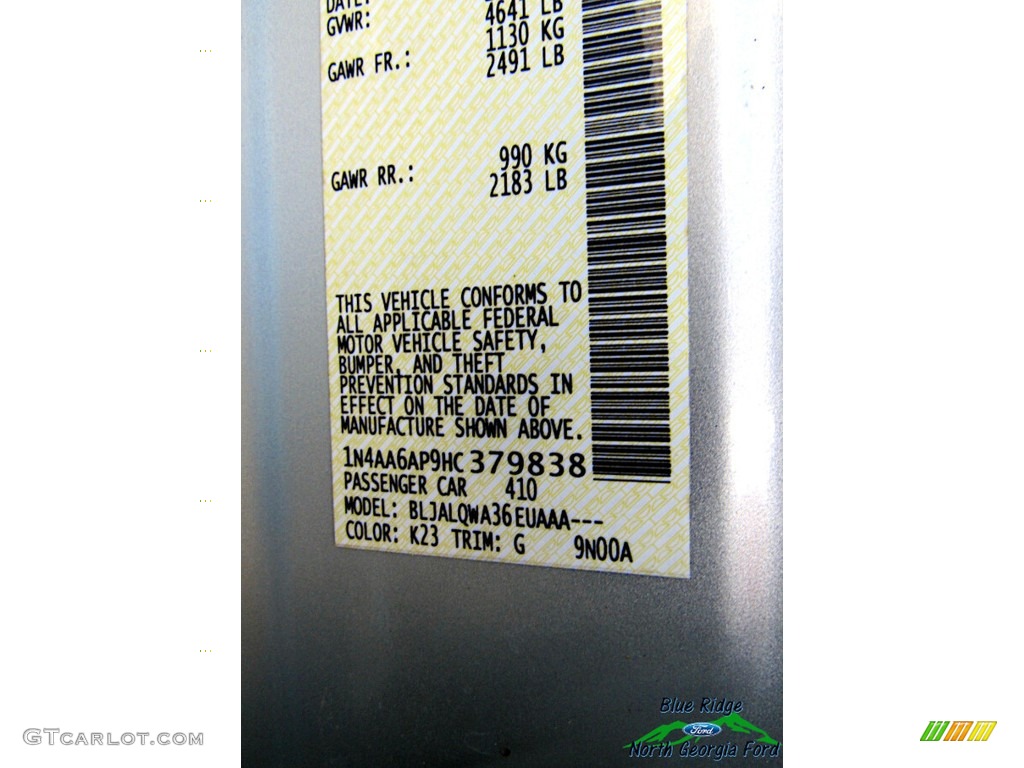 DATE:
GVWR: 4641 LB
1130 KG
GAWR FR.: 2491 LB
990 KG
GAWR RR.: 2183 LB
THIS VEHICLE CONFORMS TO
ALL APPLICABLE FEDERAL
MOTOR VEHICLE SAFETY,
BUMPER, AND THEFT
PREVENTION STANDARDS IN
EFFECT ON THE DATE OF
MANUFACTURE SHOWN ABOVE.
1N4AA6AP9HC379838
PASSENGER CAR 410
MODEL: BLJALQWA36EUAAA---
COLOR: K23 TRIM: G 9N00A
Blue Ridge
Ford
North Georgia Ford
GTcarlot.com